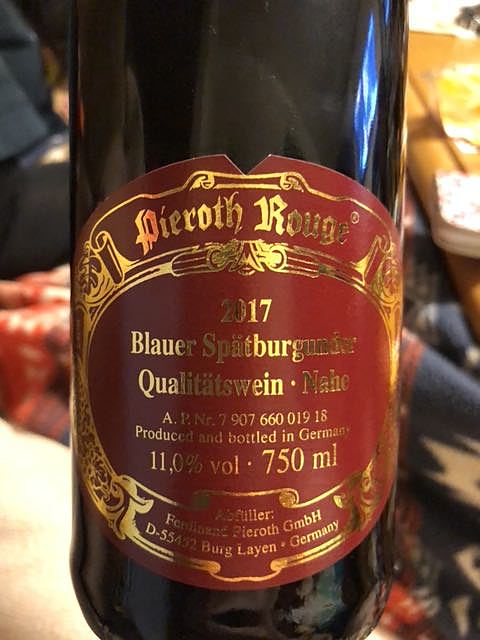 Pieroth Rouge®
2017
Blauer Spätburgunder
Qualitätswein · Nahe
A. P. Nr. 7 907 660 019 18
Produced and bottled in Germany
11,0% vol · 750 ml
Abfüller:
Ferdinand Pieroth GmbH
D-55452 Burg Layen · Germany